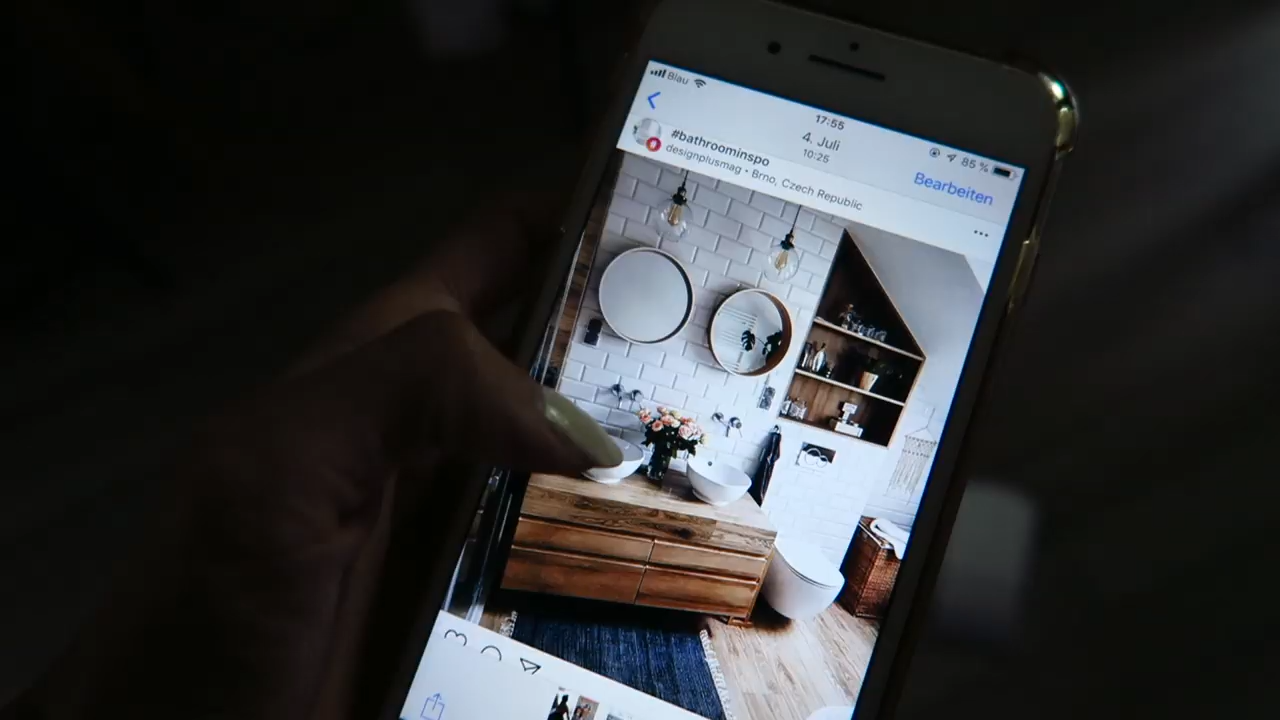 Blau
17:55
85 %
4. Juli
10:25
Bearbeiten
#bathroominspo
designplusmag • Brno, Czech Republic